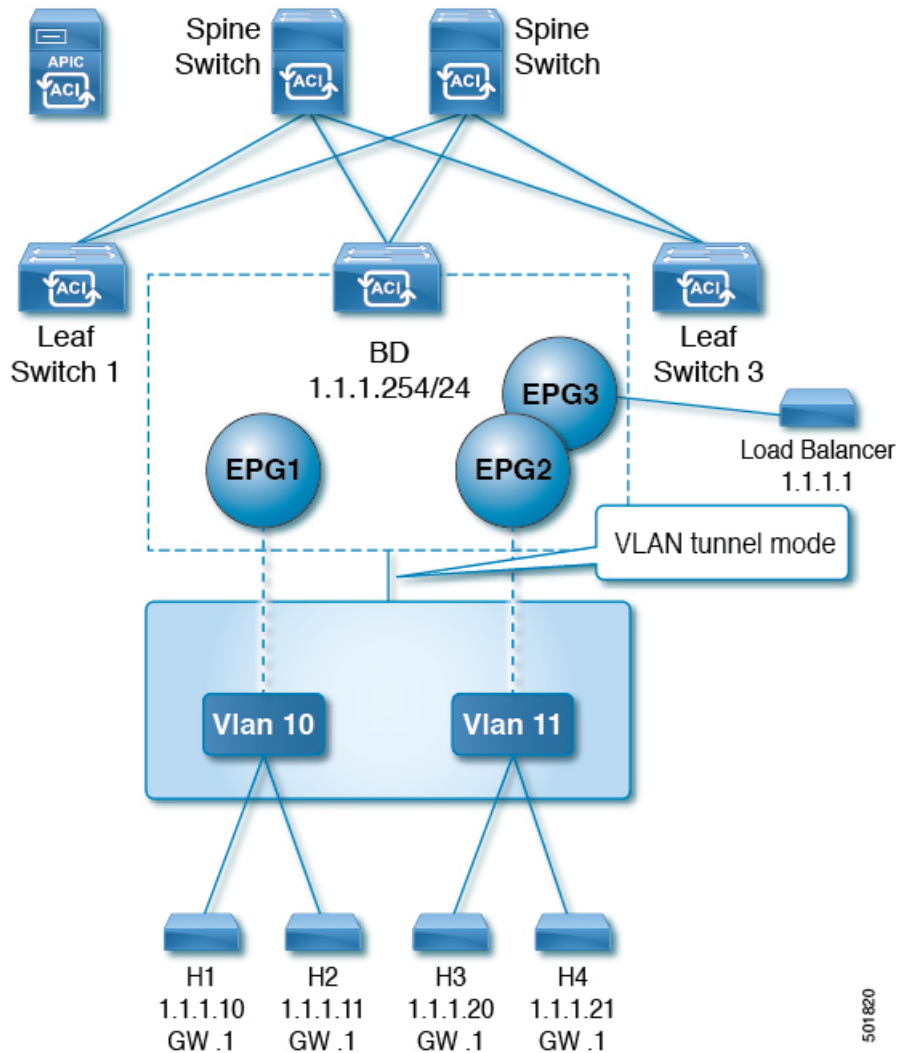 APIC
ACI
Spine
Switch
ACI
Spine
Switch
ACI
ACI
Leaf
Switch 1
ACI
ACI
Leaf
Switch 3
BD
1.1.1.254/24
EPG1
EPG3
EPG2
Load Balancer
1.1.1.1
VLAN tunnel mode
Vlan 10
Vlan 11
H1
1.1.1.10
GW .1
H2
1.1.1.11
GW .1
H3
1.1.1.20
GW .1
H4
1.1.1.21
GW .1
501820